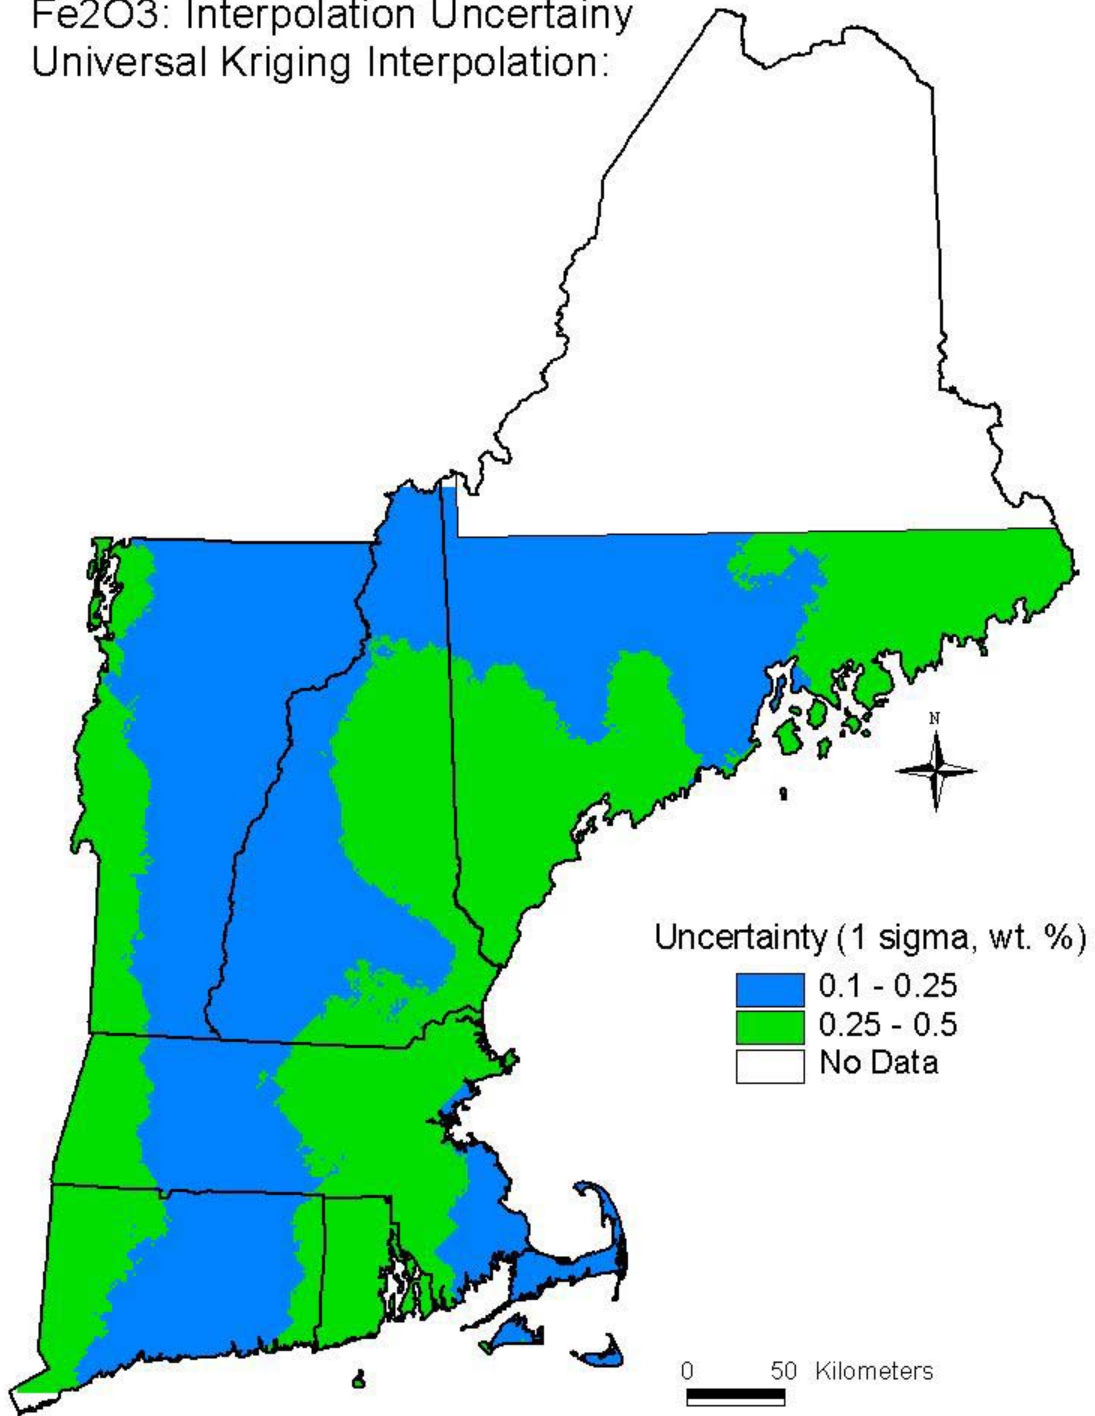 Fe2O3: Interpolation Uncertainy
Universal Kriging Interpolation:
N
Uncertainty (1 sigma, wt. %)
0.1 - 0.25
0.25 - 0.5
No Data
0 50 Kilometers